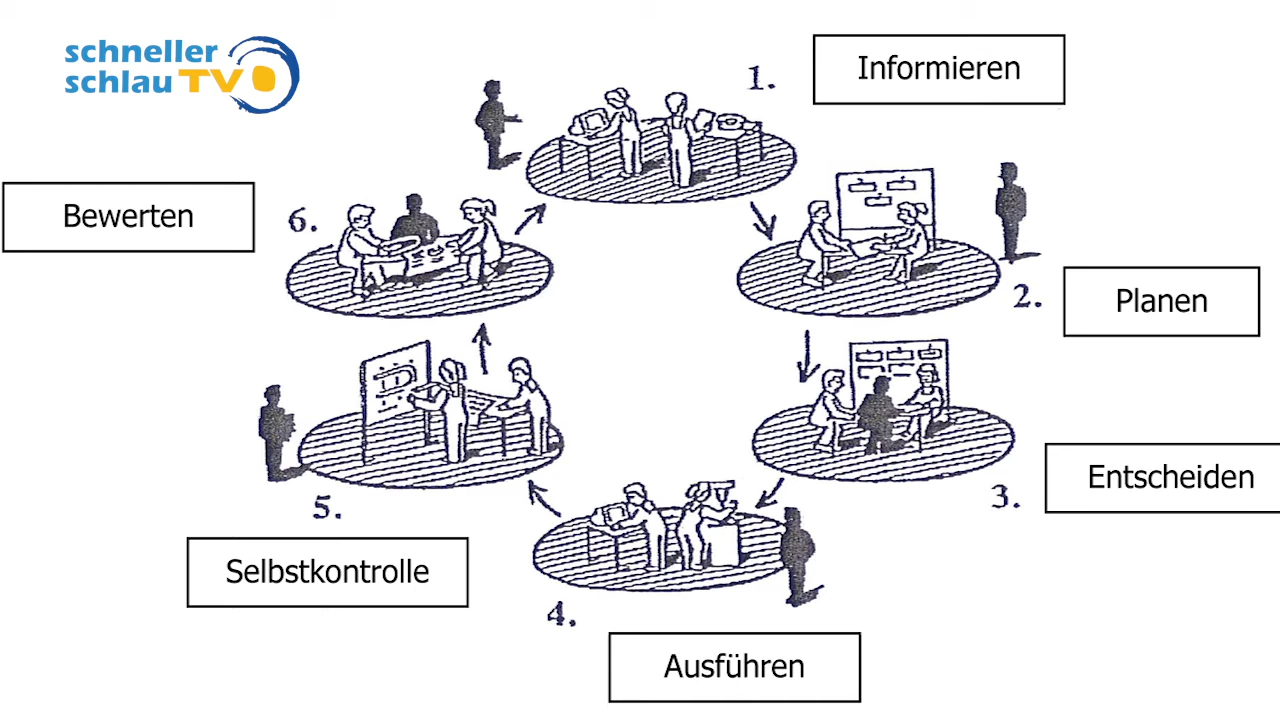 schneller
schlau TV
1.
Informieren
2.
Planen
3.
Entscheiden
4.
Ausführen
5.
Selbstkontrolle
6.
Bewerten